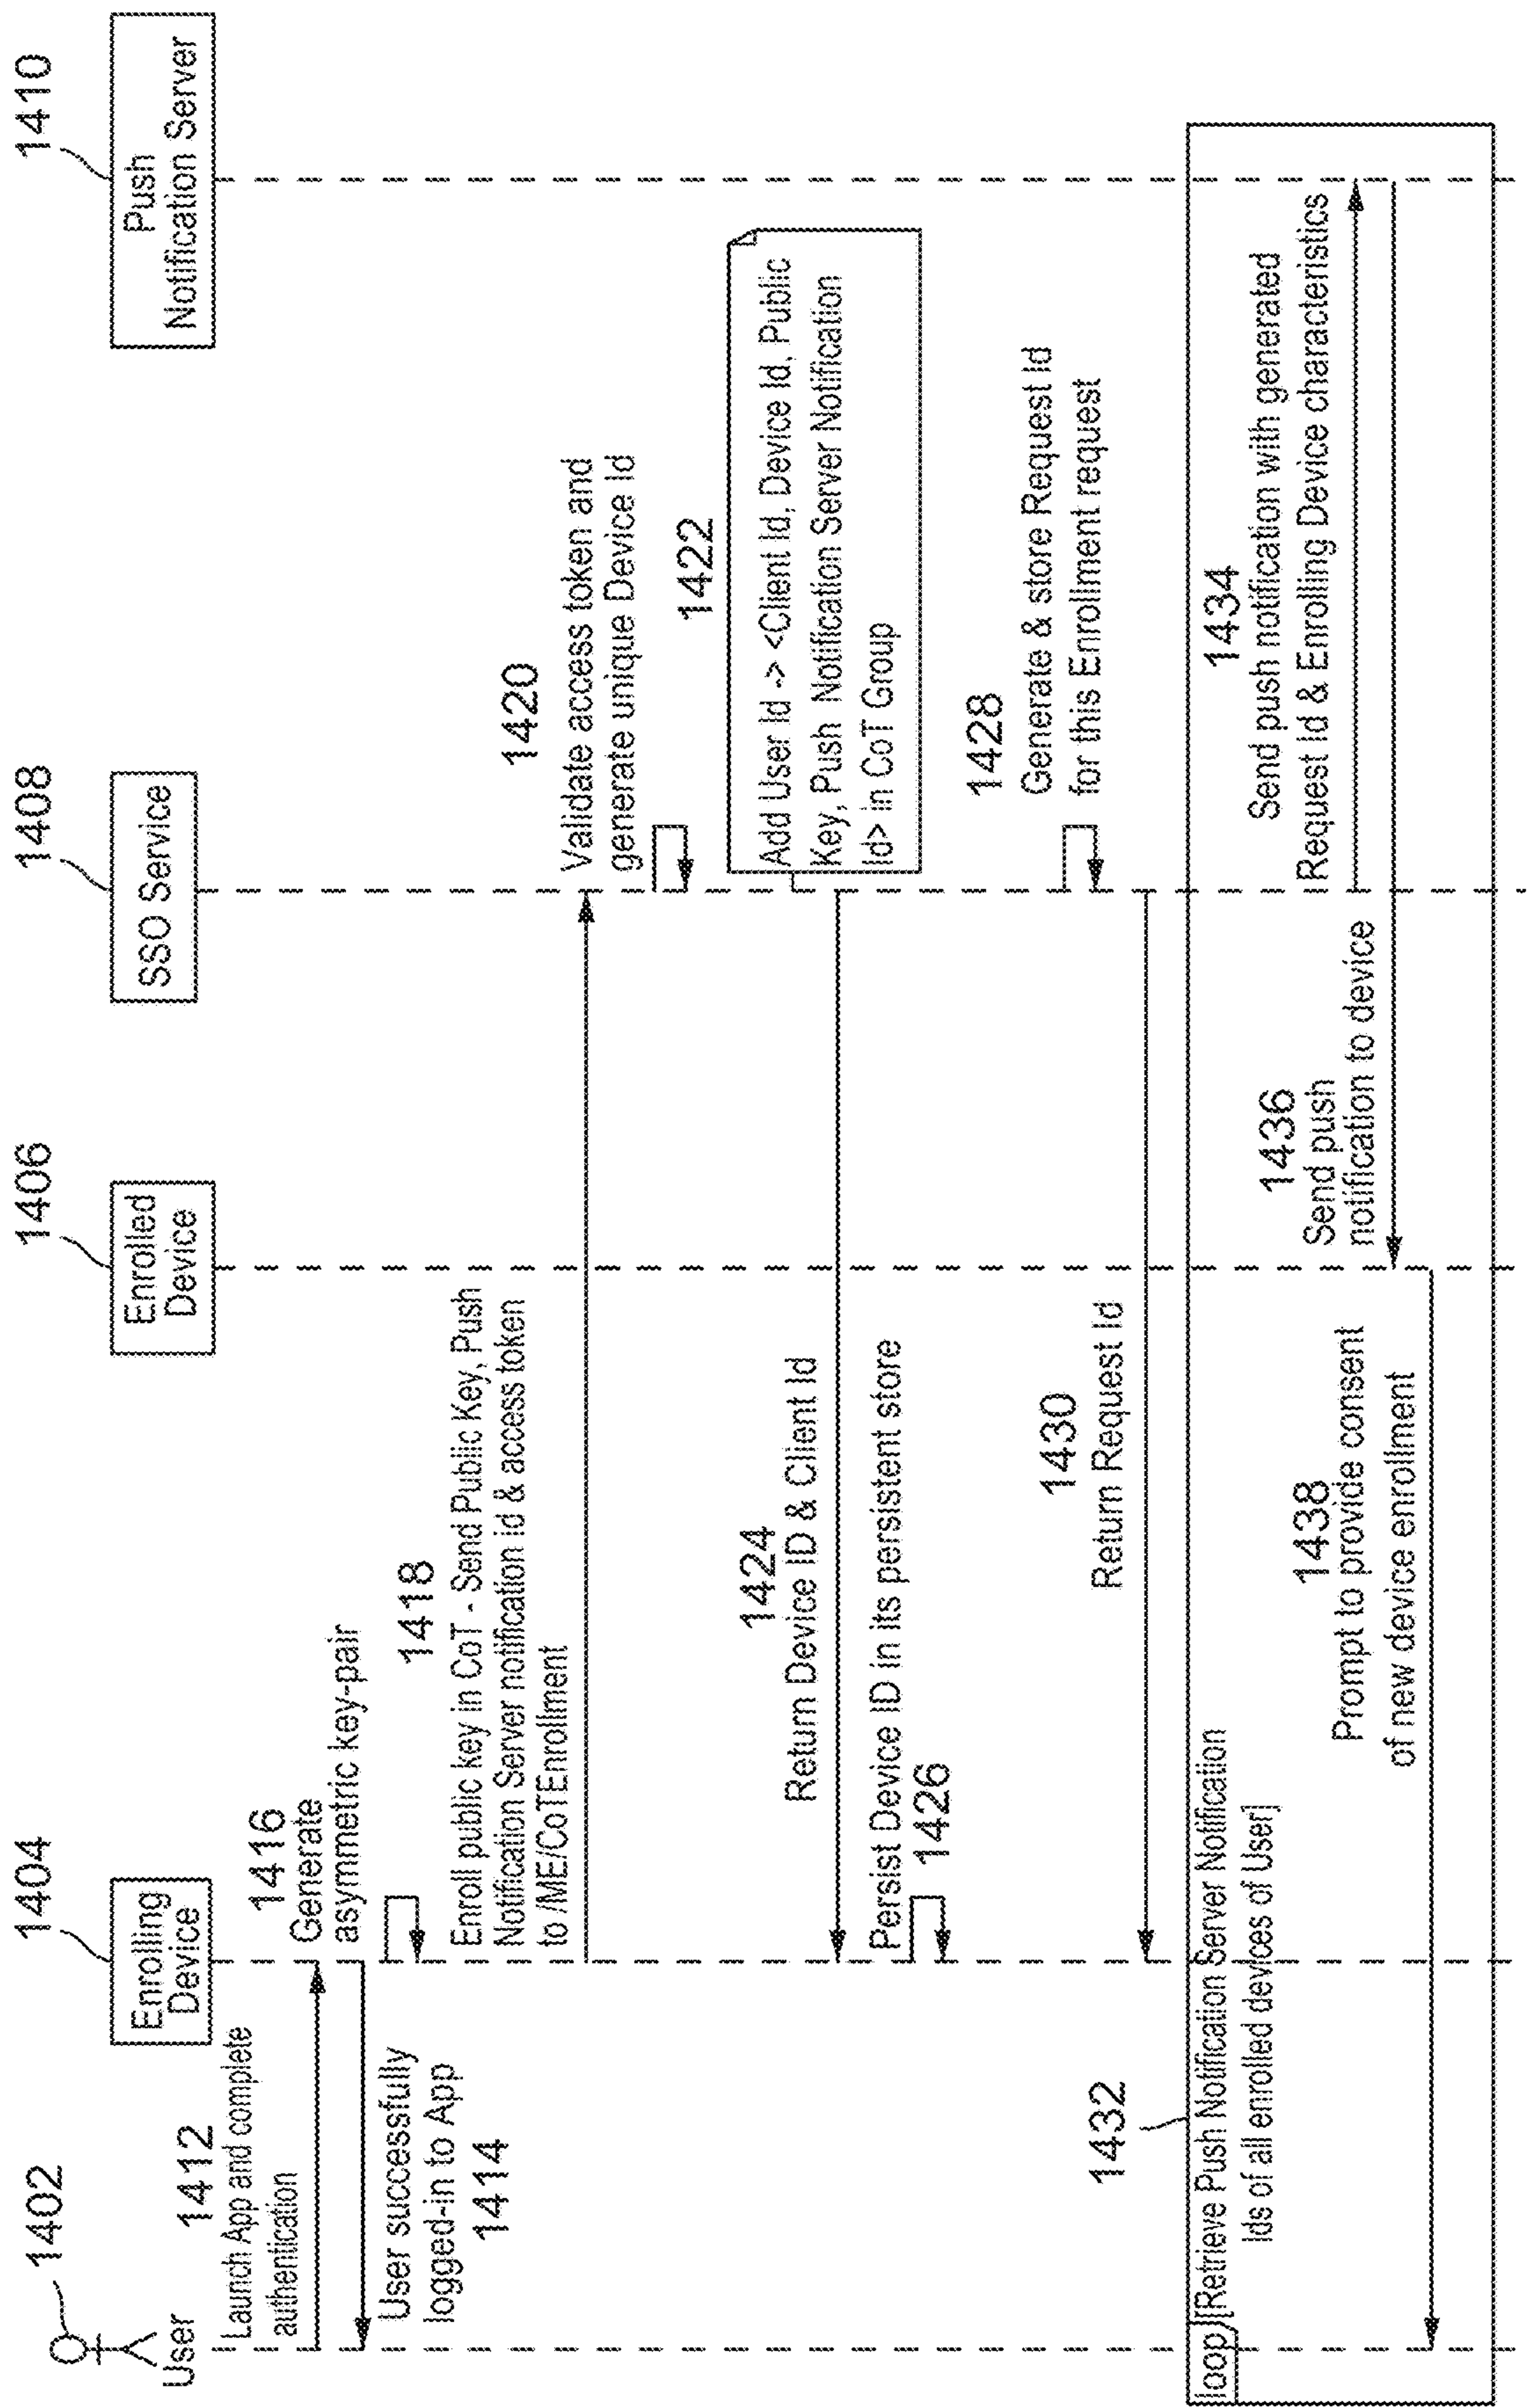 1402
User
1404
Enrolling
Device
1406
Enrolled
Device
1408
SSO Service
1410
Push
Notification Server
1412
Launch App and complete
authentication
User successfully
logged-in to App
1414
1416
Generate
asymmetric key-pair
1418
Enroll public key in CoT - Send Public Key, Push
Notification Server notification id & access token
to /ME/CoTEnrollment
1420
Validate access token and
generate unique Device Id
1422
Add User Id -> <Client Id, Device Id, Public
Key, Push Notification Server Notification
Id> in CoT Group
1424
Return Device ID & Client Id
Persist Device ID in its persistent store
1426
1428
Generate & store Request Id
for this Enrollment request
1430
Return Request Id
1432
loop [Retrieve Push Notification Server Notification
Ids of all enrolled devices of User]
1434
Send push notification with generated
Request id & Enrolling Device characteristics
1436
Send push
notification to device
1438
Prompt to provide consent
of new device enrollment